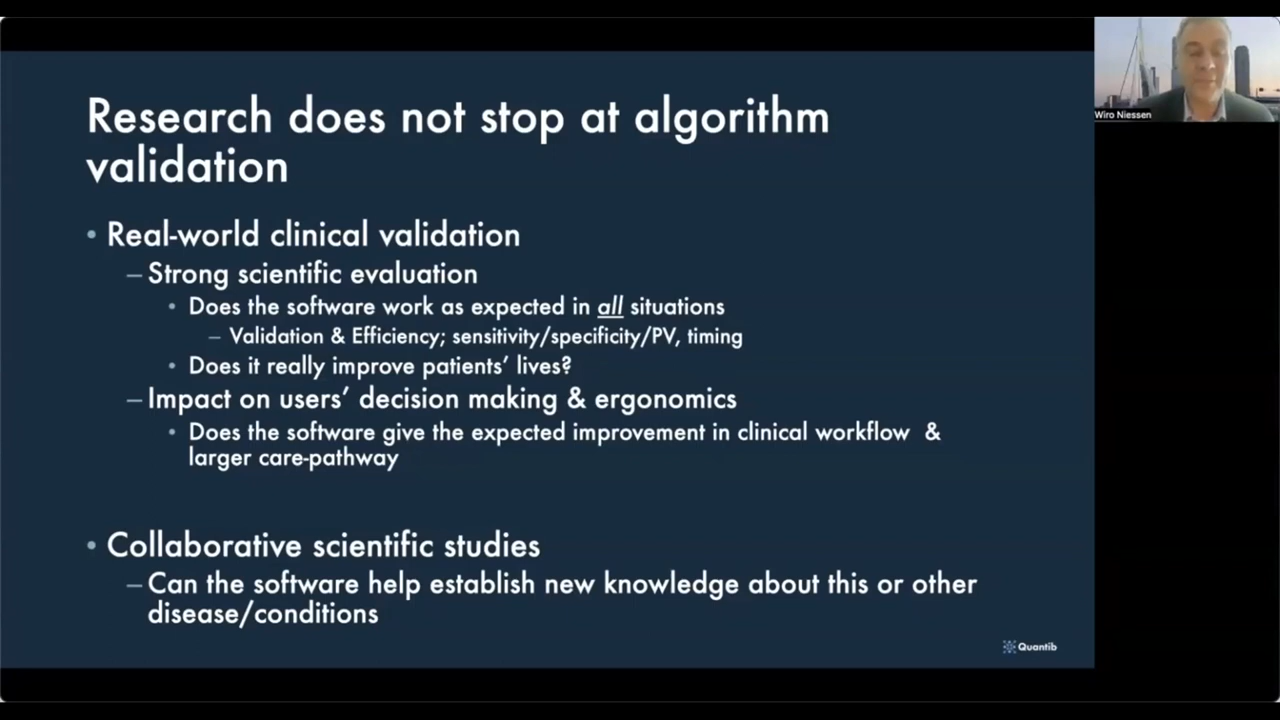 Research does not stop at algorithm
validation
• Real-world clinical validation
– Strong scientific evaluation
• Does the software work as expected in all situations
– Validation & Efficiency; sensitivity/specificity/PV, timing
• Does it really improve patients’ lives?
– Impact on users’ decision making & ergonomics
• Does the software give the expected improvement in clinical workflow &
larger care-pathway
• Collaborative scientific studies
– Can the software help establish new knowledge about this or other
disease/conditions
Quantib
Wiro Niessen